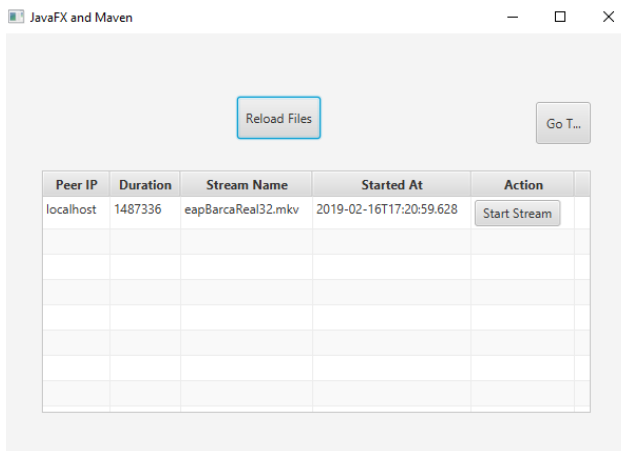 JavaFX and Maven
Reload Files
Go T...
Peer IP Duration Stream Name Started At Action
localhost 1487336 eapBarcaReal32.mkv 2019-02-16T17:20:59.628 Start Stream